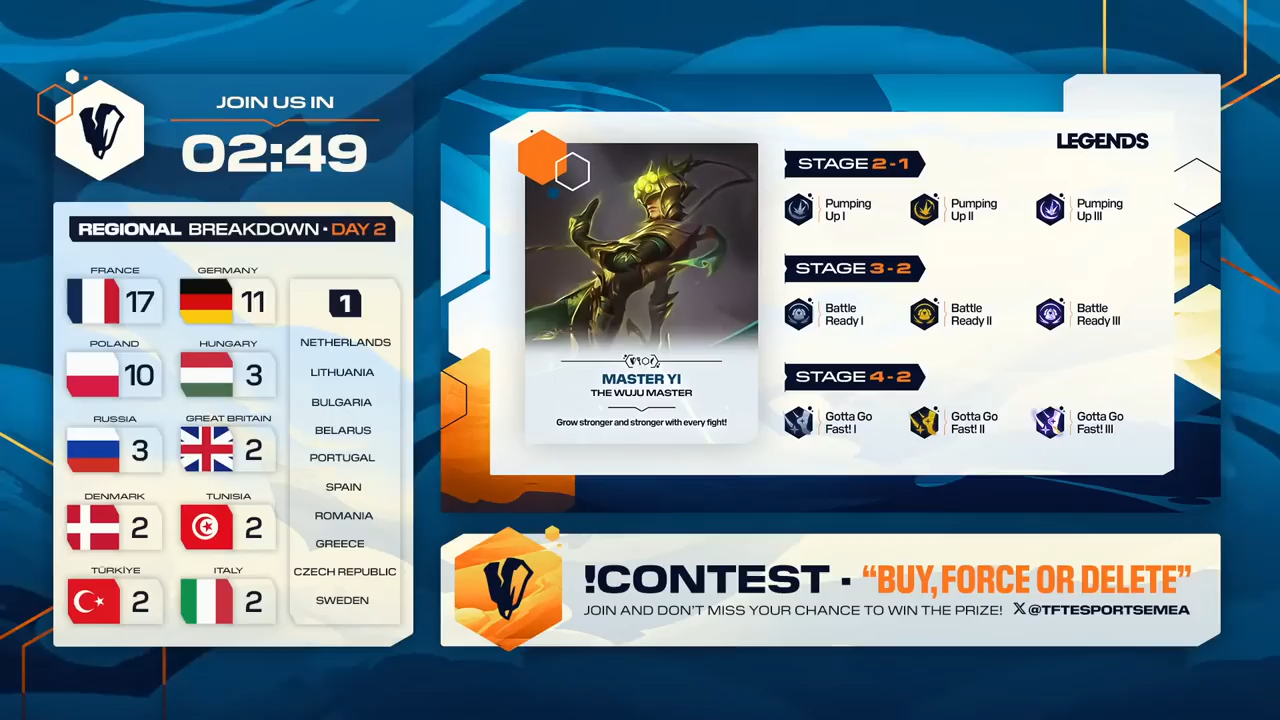 JOIN US IN
02:49
REGIONAL BREAKDOWN · DAY 2
FRANCE
17
GERMANY
11
POLAND
10
HUNGARY
3
RUSSIA
3
GREAT BRITAIN
2
DENMARK
2
TUNISIA
2
TÜRKİYE
2
ITALY
2
1
NETHERLANDS
LITHUANIA
BULGARIA
BELARUS
PORTUGAL
SPAIN
ROMANIA
GREECE
CZECH REPUBLIC
SWEDEN
LEGENDS
MASTER YI
THE WUJU MASTER
Grow stronger and stronger with every fight!
STAGE 2-1
Pumping
Up I
Pumping
Up II
Pumping
Up III
STAGE 3-2
Battle
Ready I
Battle
Ready II
Battle
Ready III
STAGE 4-2
Gotta Go
Fast! I
Gotta Go
Fast! II
Gotta Go
Fast! III
!CONTEST · “BUY, FORCE OR DELETE”
JOIN AND DON'T MISS YOUR CHANCE TO WIN THE PRIZE! X @TFTESPORTSEMEA